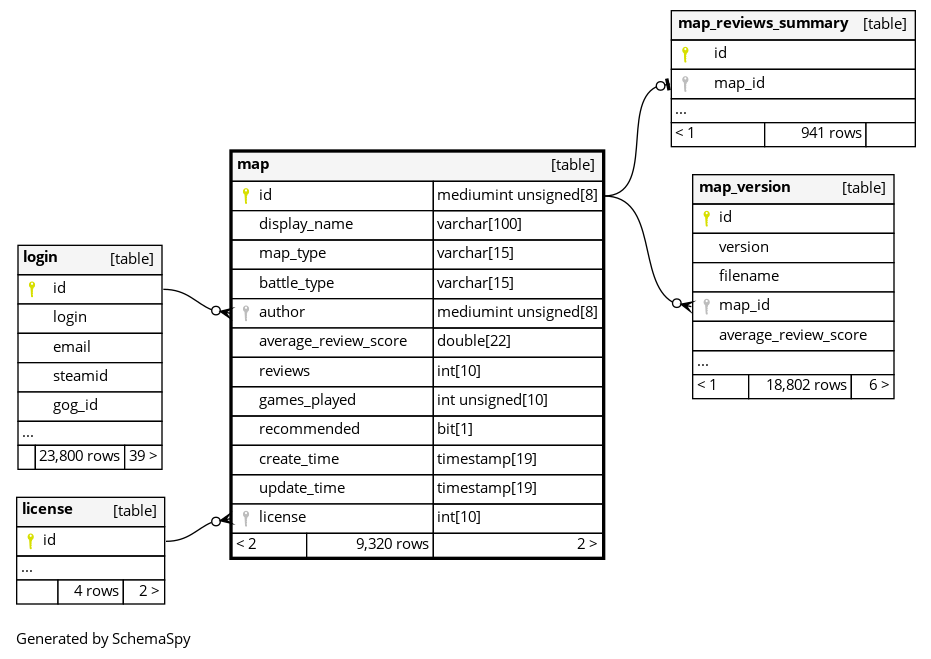 map_reviews_summary [table]
id
map_id
...
< 1 941 rows
map [table]
id mediumint unsigned[8]
display_name varchar[100]
map_type varchar[15]
battle_type varchar[15]
author mediumint unsigned[8]
average_review_score double[22]
reviews int[10]
games_played int unsigned[10]
recommended bit[1]
create_time timestamp[19]
update_time timestamp[19]
license int[10]
< 2 9,320 rows 2 >
map_version [table]
id
version
filename
map_id
average_review_score
...
< 1 18,802 rows 6 >
login [table]
id
login
email
steamid
gog_id
...
23,800 rows 39 >
license [table]
id
...
4 rows 2 >
Generated by SchemaSpy